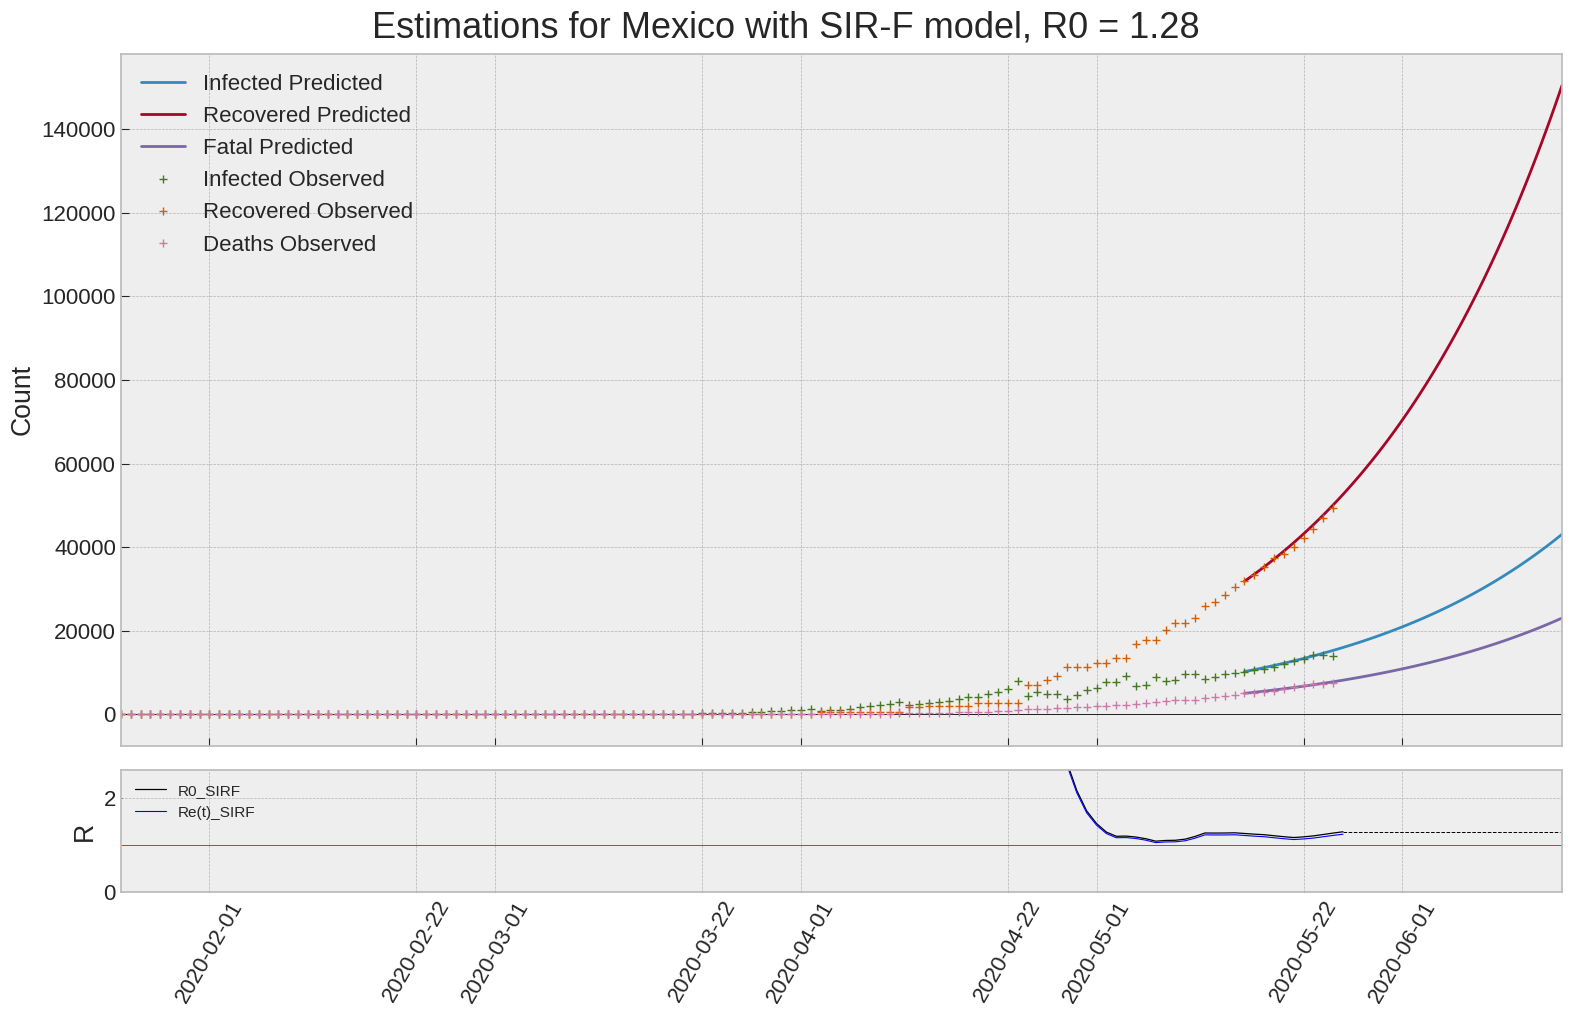 Estimations for Mexico with SIR-F model, R0 = 1.28
Infected Predicted
Recovered Predicted
Fatal Predicted
Infected Observed
Recovered Observed
Deaths Observed
140000
120000
100000
80000
60000
40000
20000
0
Count
R0_SIRF
Re(t)_SIRF
2
0
R
2020-02-01
2020-02-22
2020-03-01
2020-03-22
2020-04-01
2020-04-22
2020-05-01
2020-05-22
2020-06-01